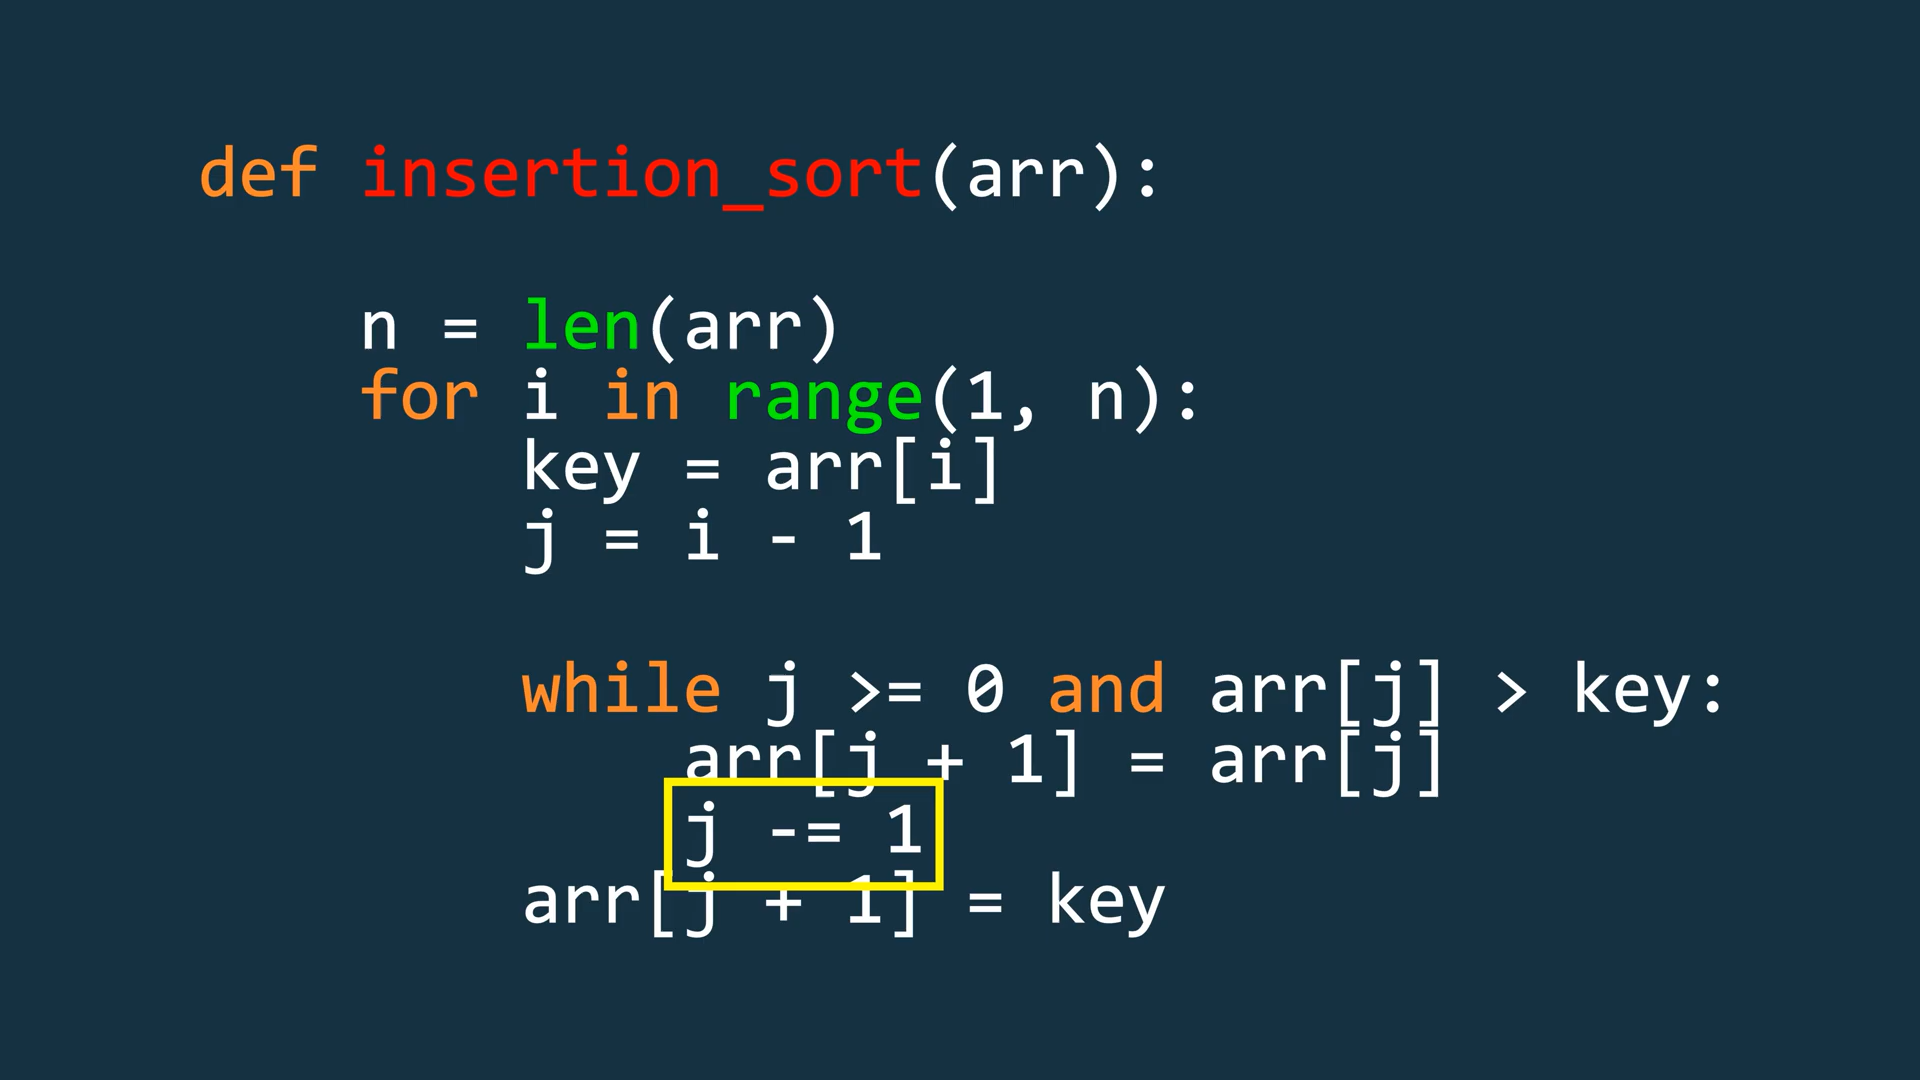 def insertion_sort(arr):
n = len(arr)
for i in range(1, n):
key = arr[i]
j = i - 1
while j >= 0 and arr[j] > key:
arr[j + 1] = arr[j]
j -= 1
arr[j + 1] = key